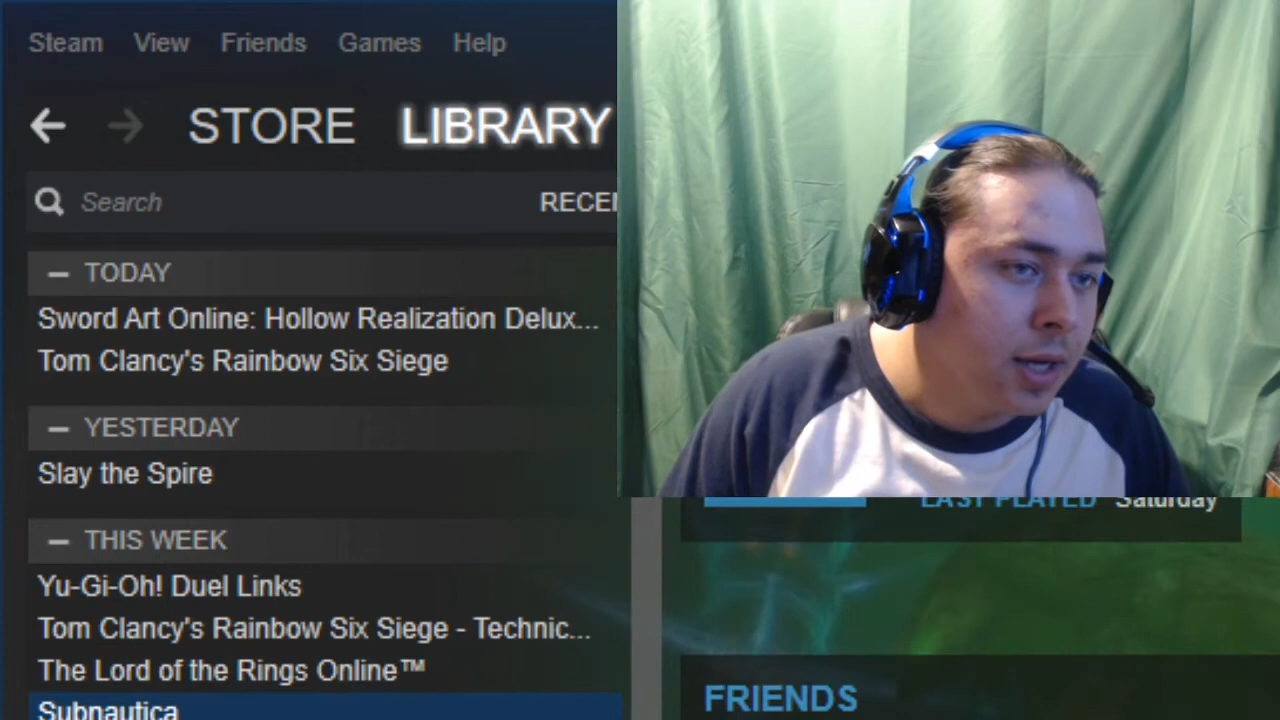 Steam View Friends Games Help
STORE LIBRARY
Search RECE
TODAY
Sword Art Online: Hollow Realization Delux...
Tom Clancy's Rainbow Six Siege
YESTERDAY
Slay the Spire
THIS WEEK
Yu-Gi-Oh! Duel Links
Tom Clancy's Rainbow Six Siege - Technic...
The Lord of the Rings Online™
Subnautica
LAST PLAYED Saturday
FRIENDS